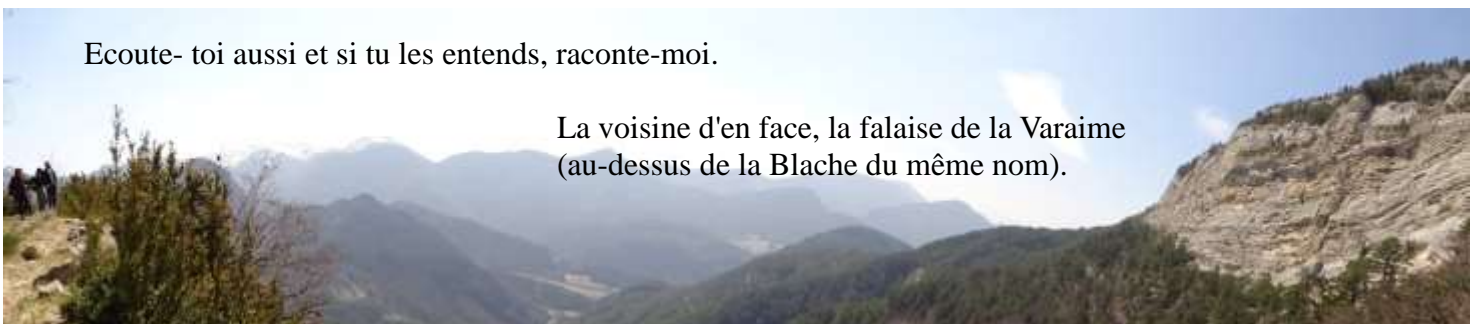 Ecoute- toi aussi et si tu les entends, raconte-moi.
La voisine d'en face, la falaise de la Varaime
(au-dessus de la Blache du même nom).